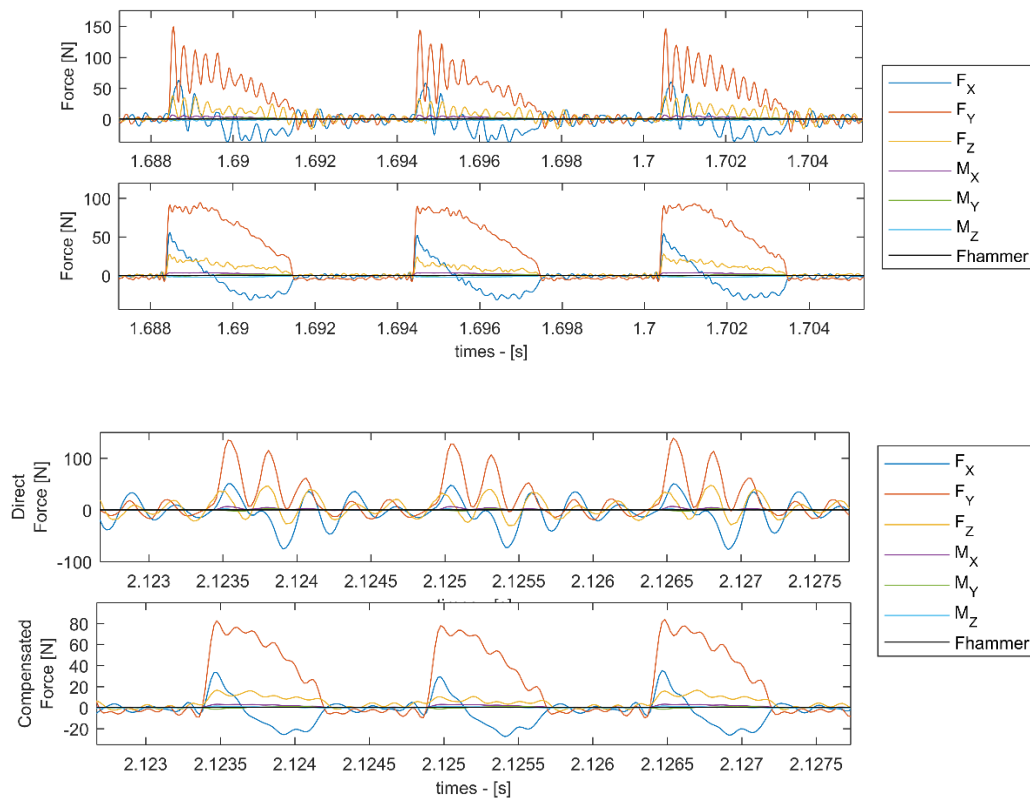 150
100
50
0
Force [N]
1.688 1.69 1.692 1.694 1.696 1.698 1.7 1.702 1.704
100
50
0
Force [N]
1.688 1.69 1.692 1.694 1.696 1.698 1.7 1.702 1.704
times - [s]
F_X
F_Y
F_Z
M_X
M_Y
M_Z
Fhammer
100
0
-100
Direct
Force [N]
2.123 2.1235 2.124 2.1245 2.125 2.1255 2.126 2.1265 2.127 2.1275
times - [s]
80
60
40
20
0
-20
Compensated
Force [N]
2.123 2.1235 2.124 2.1245 2.125 2.1255 2.126 2.1265 2.127 2.1275
times - [s]
F_X
F_Y
F_Z
M_X
M_Y
M_Z
Fhammer